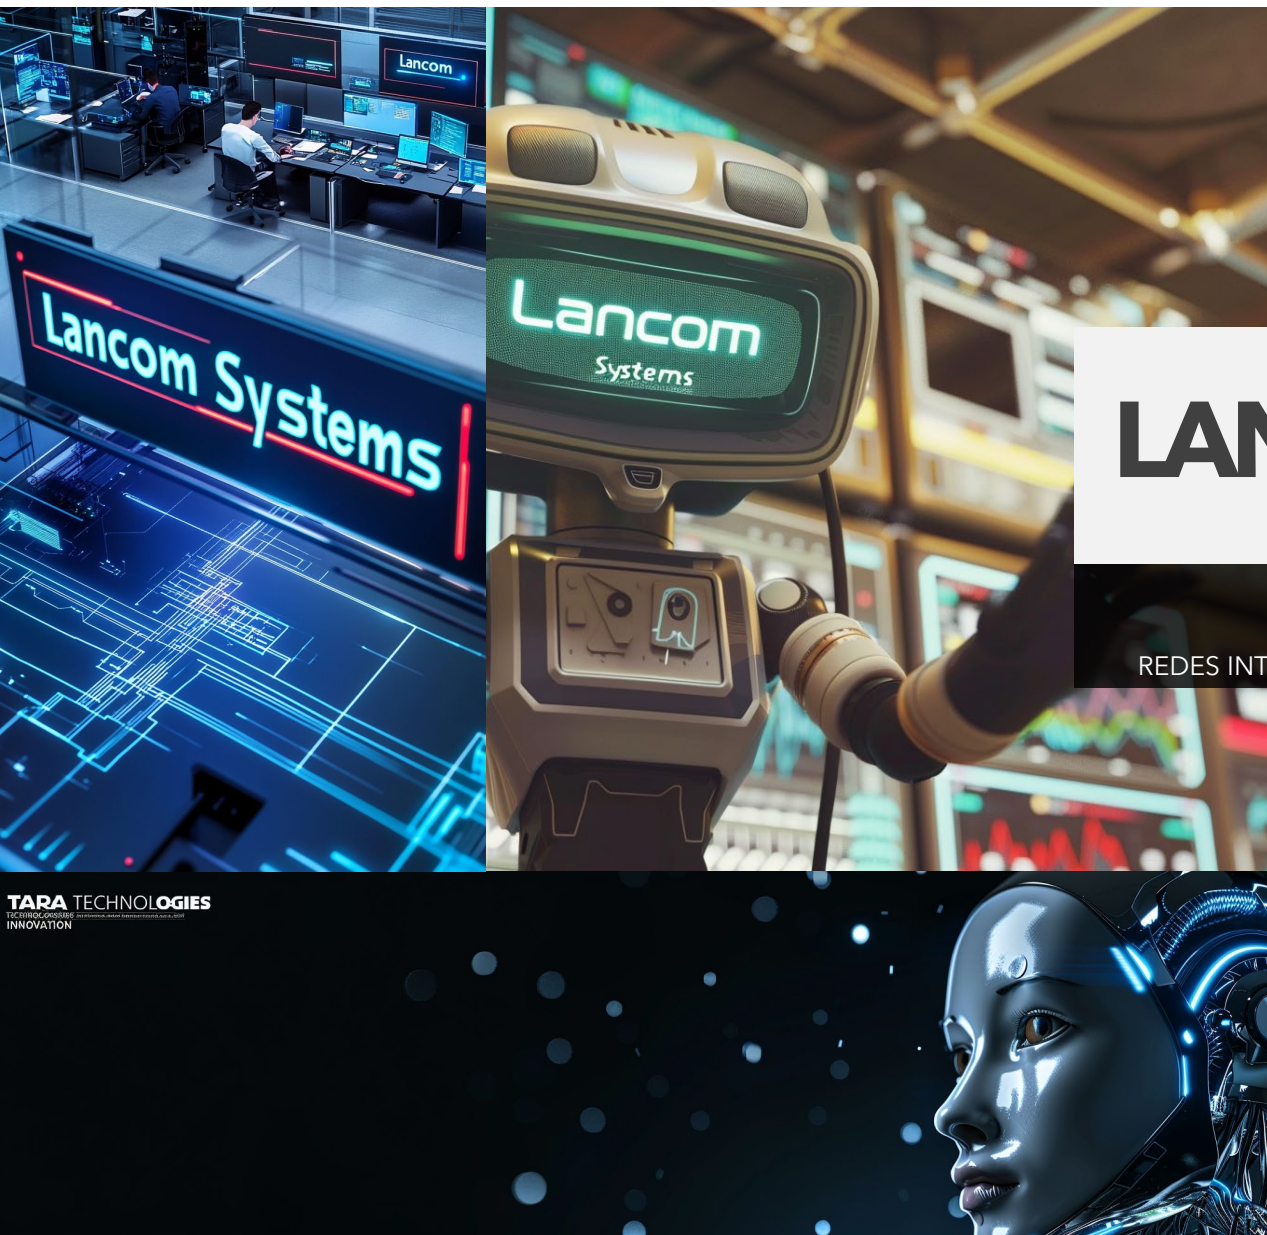 Lancom
Lancom Systems
Lancom
Systems
LAN
REDES INT
TARA TECHNOLOGIES
INNOVATION